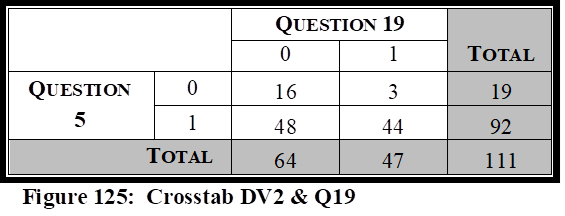 QUESTION 19
0 1 TOTAL
QUESTION 5 0 16 3 19
1 48 44 92
TOTAL 64 47 111
Figure 125: Crosstab DV2 & Q19